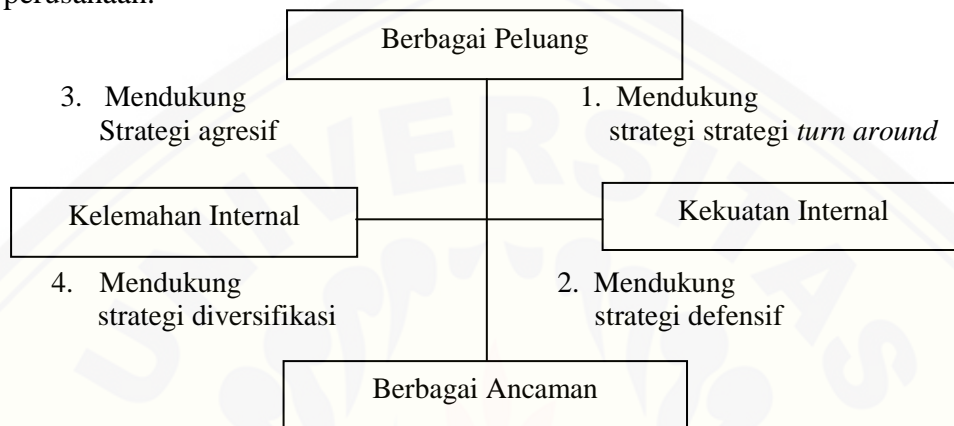 perusahaan.
Berbagai Peluang
3. Mendukung
Strategi agresif
1. Mendukung
strategi strategi turn around
Kelemahan Internal
Kekuatan Internal
4. Mendukung
strategi diversifikasi
2. Mendukung
strategi defensif
Berbagai Ancaman
UNIVERSITAS